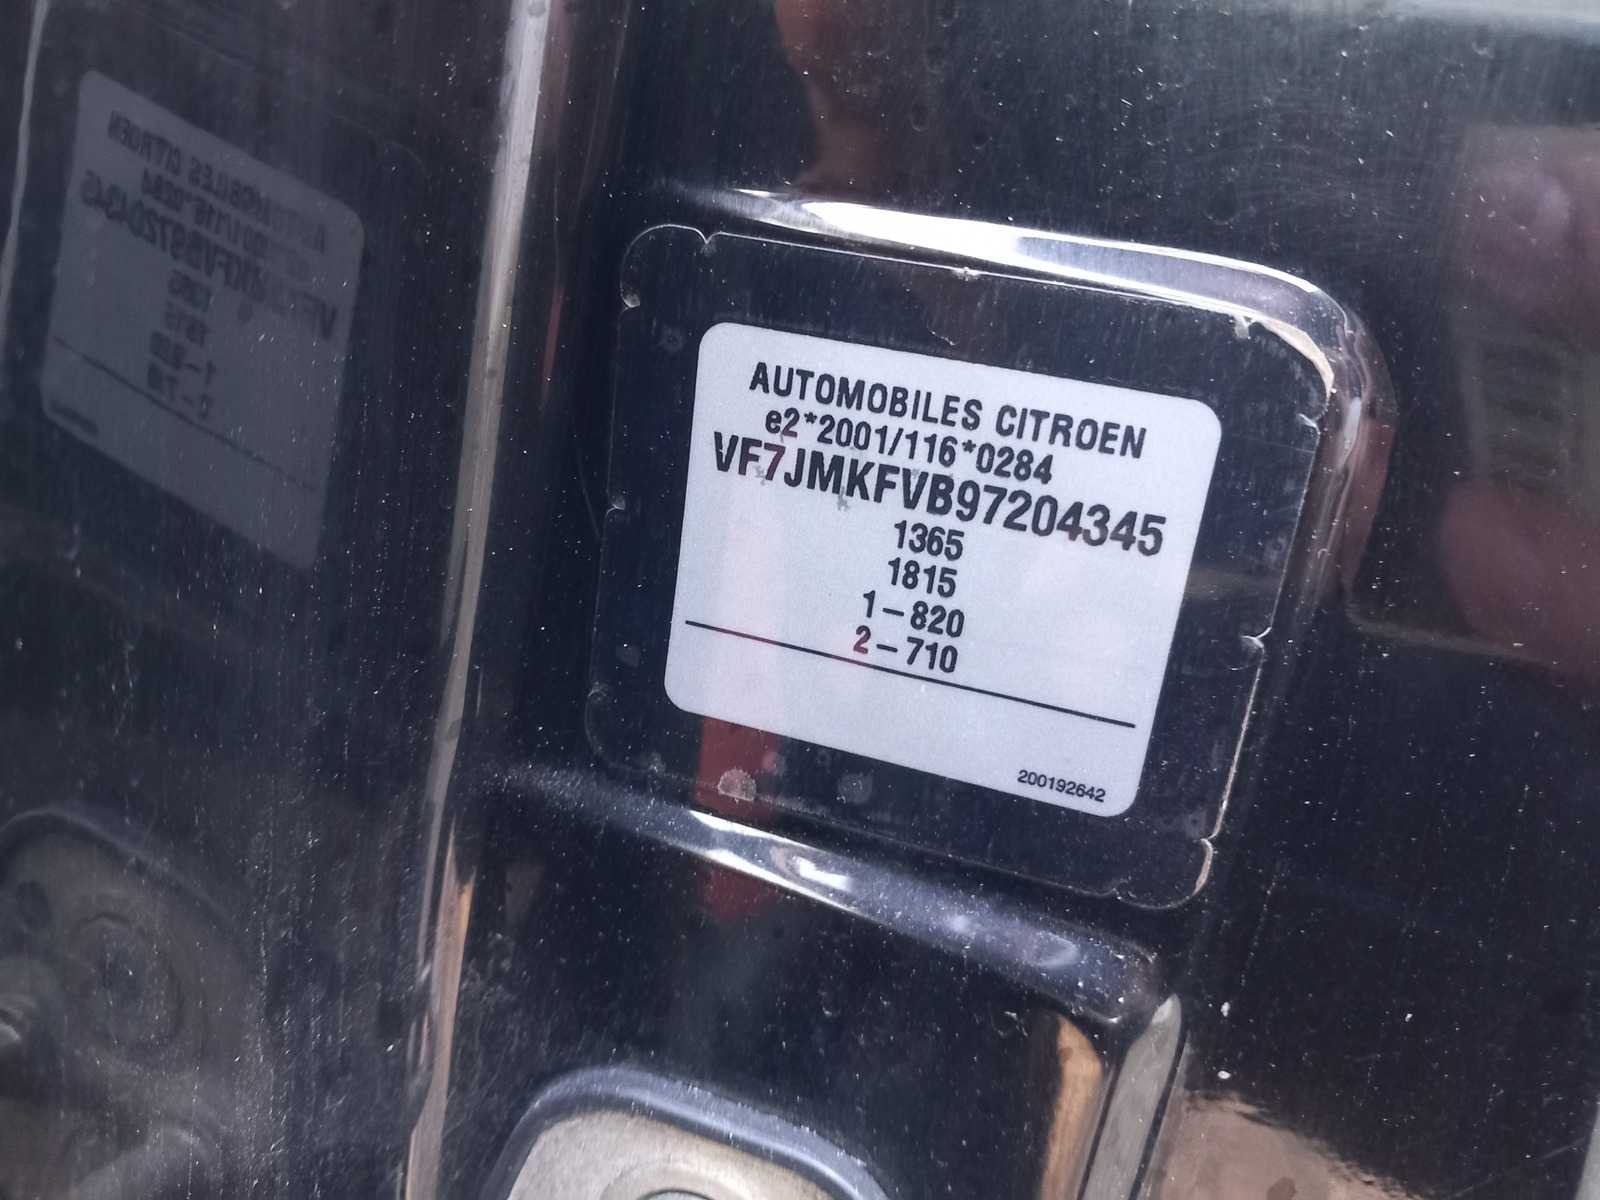 AUTOMOBILES CITROEN
e2*2001/116*0284
VF7JMKFVB97204345
1365
1815
1-820
2-710
200192642